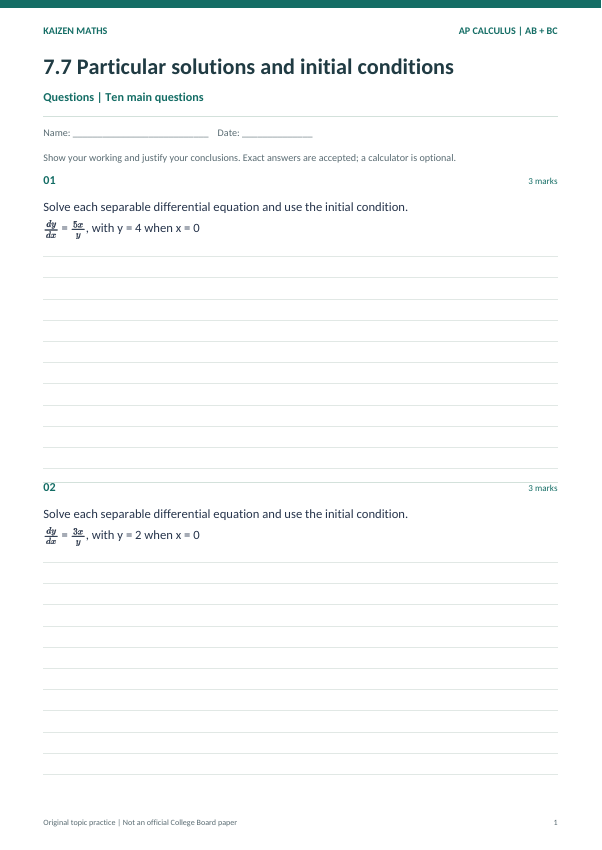 KAIZEN MATHS
AP CALCULUS | AB + BC
7.7 Particular solutions and initial conditions
Questions | Ten main questions
Name: ____________________________ Date: ______________
Show your working and justify your conclusions. Exact answers are accepted; a calculator is optional.
01
3 marks
Solve each separable differential equation and use the initial condition.
dy/dx = 5x/y, with y = 4 when x = 0
02
3 marks
Solve each separable differential equation and use the initial condition.
dy/dx = 3x/y, with y = 2 when x = 0
Original topic practice | Not an official College Board paper
1